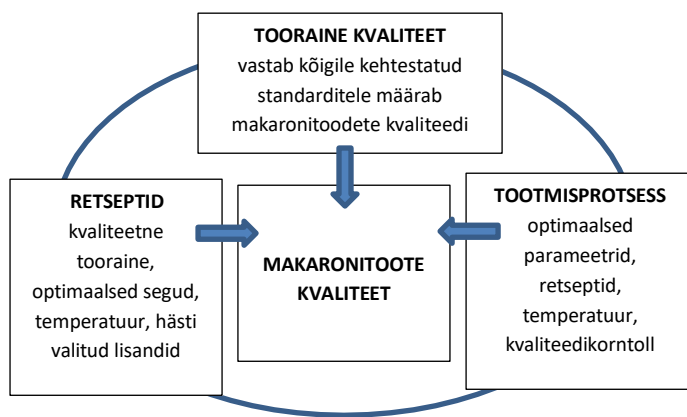 TOORAINE KVALITEET
vastab kõigile kehtestatud
standarditele määrab
makaronitoodete kvaliteedi
RETSEPTID
kvaliteetne
tooraine,
optimaalsed segud,
temperatuur, hästi
valitud lisandid
MAKARONITOOTE
KVALITEET
TOOTMISPROTSESS
optimaalsed
parameetrid,
retseptid,
temperatuur,
kvaliteedikorntoll